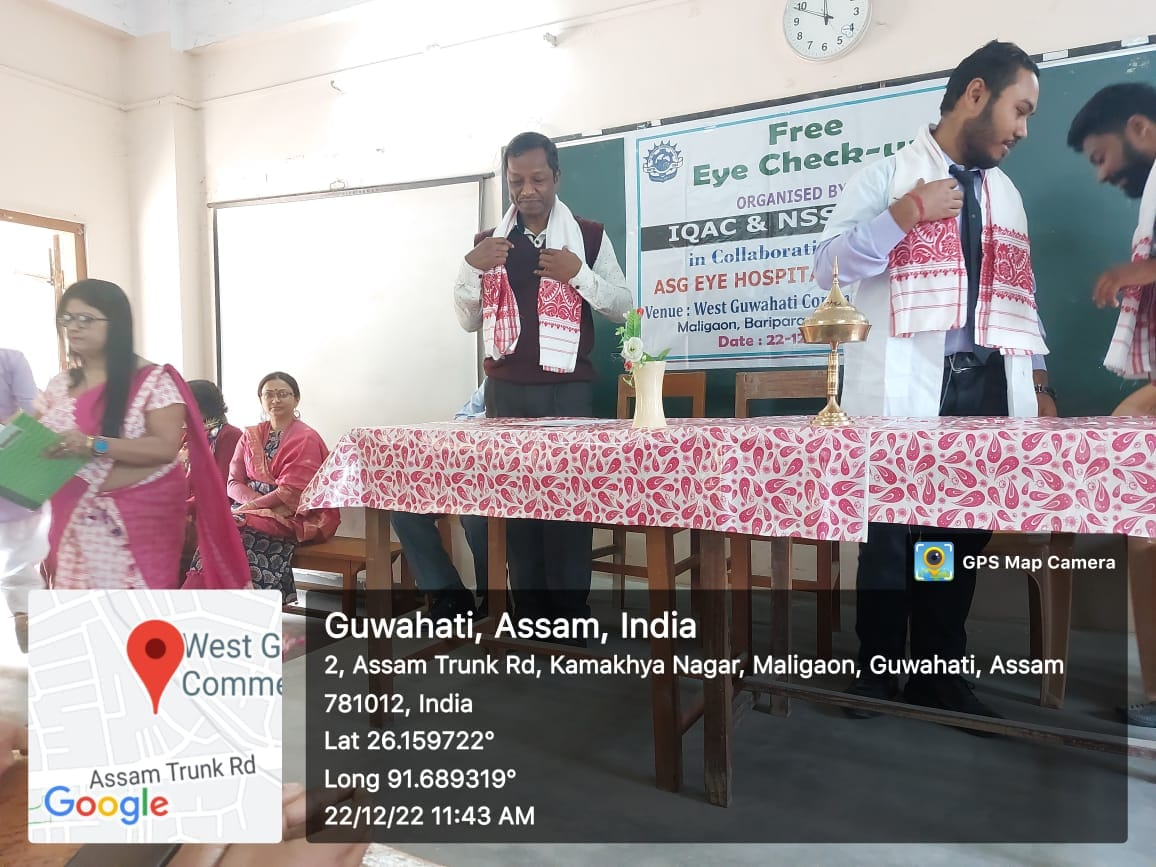 Free
Eye Check-u
ORGANISED BY
IQAC & NSS
in Collaborati
ASG EYE HOSPITA
Venue : West Guwahati Com
Maligaon, Baripara
Date : 22-12
GPS Map Camera
Guwahati, Assam, India
2, Assam Trunk Rd, Kamakhya Nagar, Maligaon, Guwahati, Assam
781012, India
Lat 26.159722°
Long 91.689319°
22/12/22 11:43 AM
West G
Comme
Assam Trunk Rd
Google